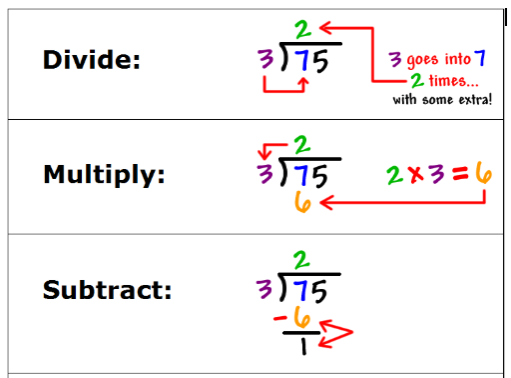 Divide:
2
3)75
3 goes into 7
2 times...
with some extra!
Multiply:
2
3)75
6
2 x 3 = 6
Subtract:
2
3)75
- 6
1